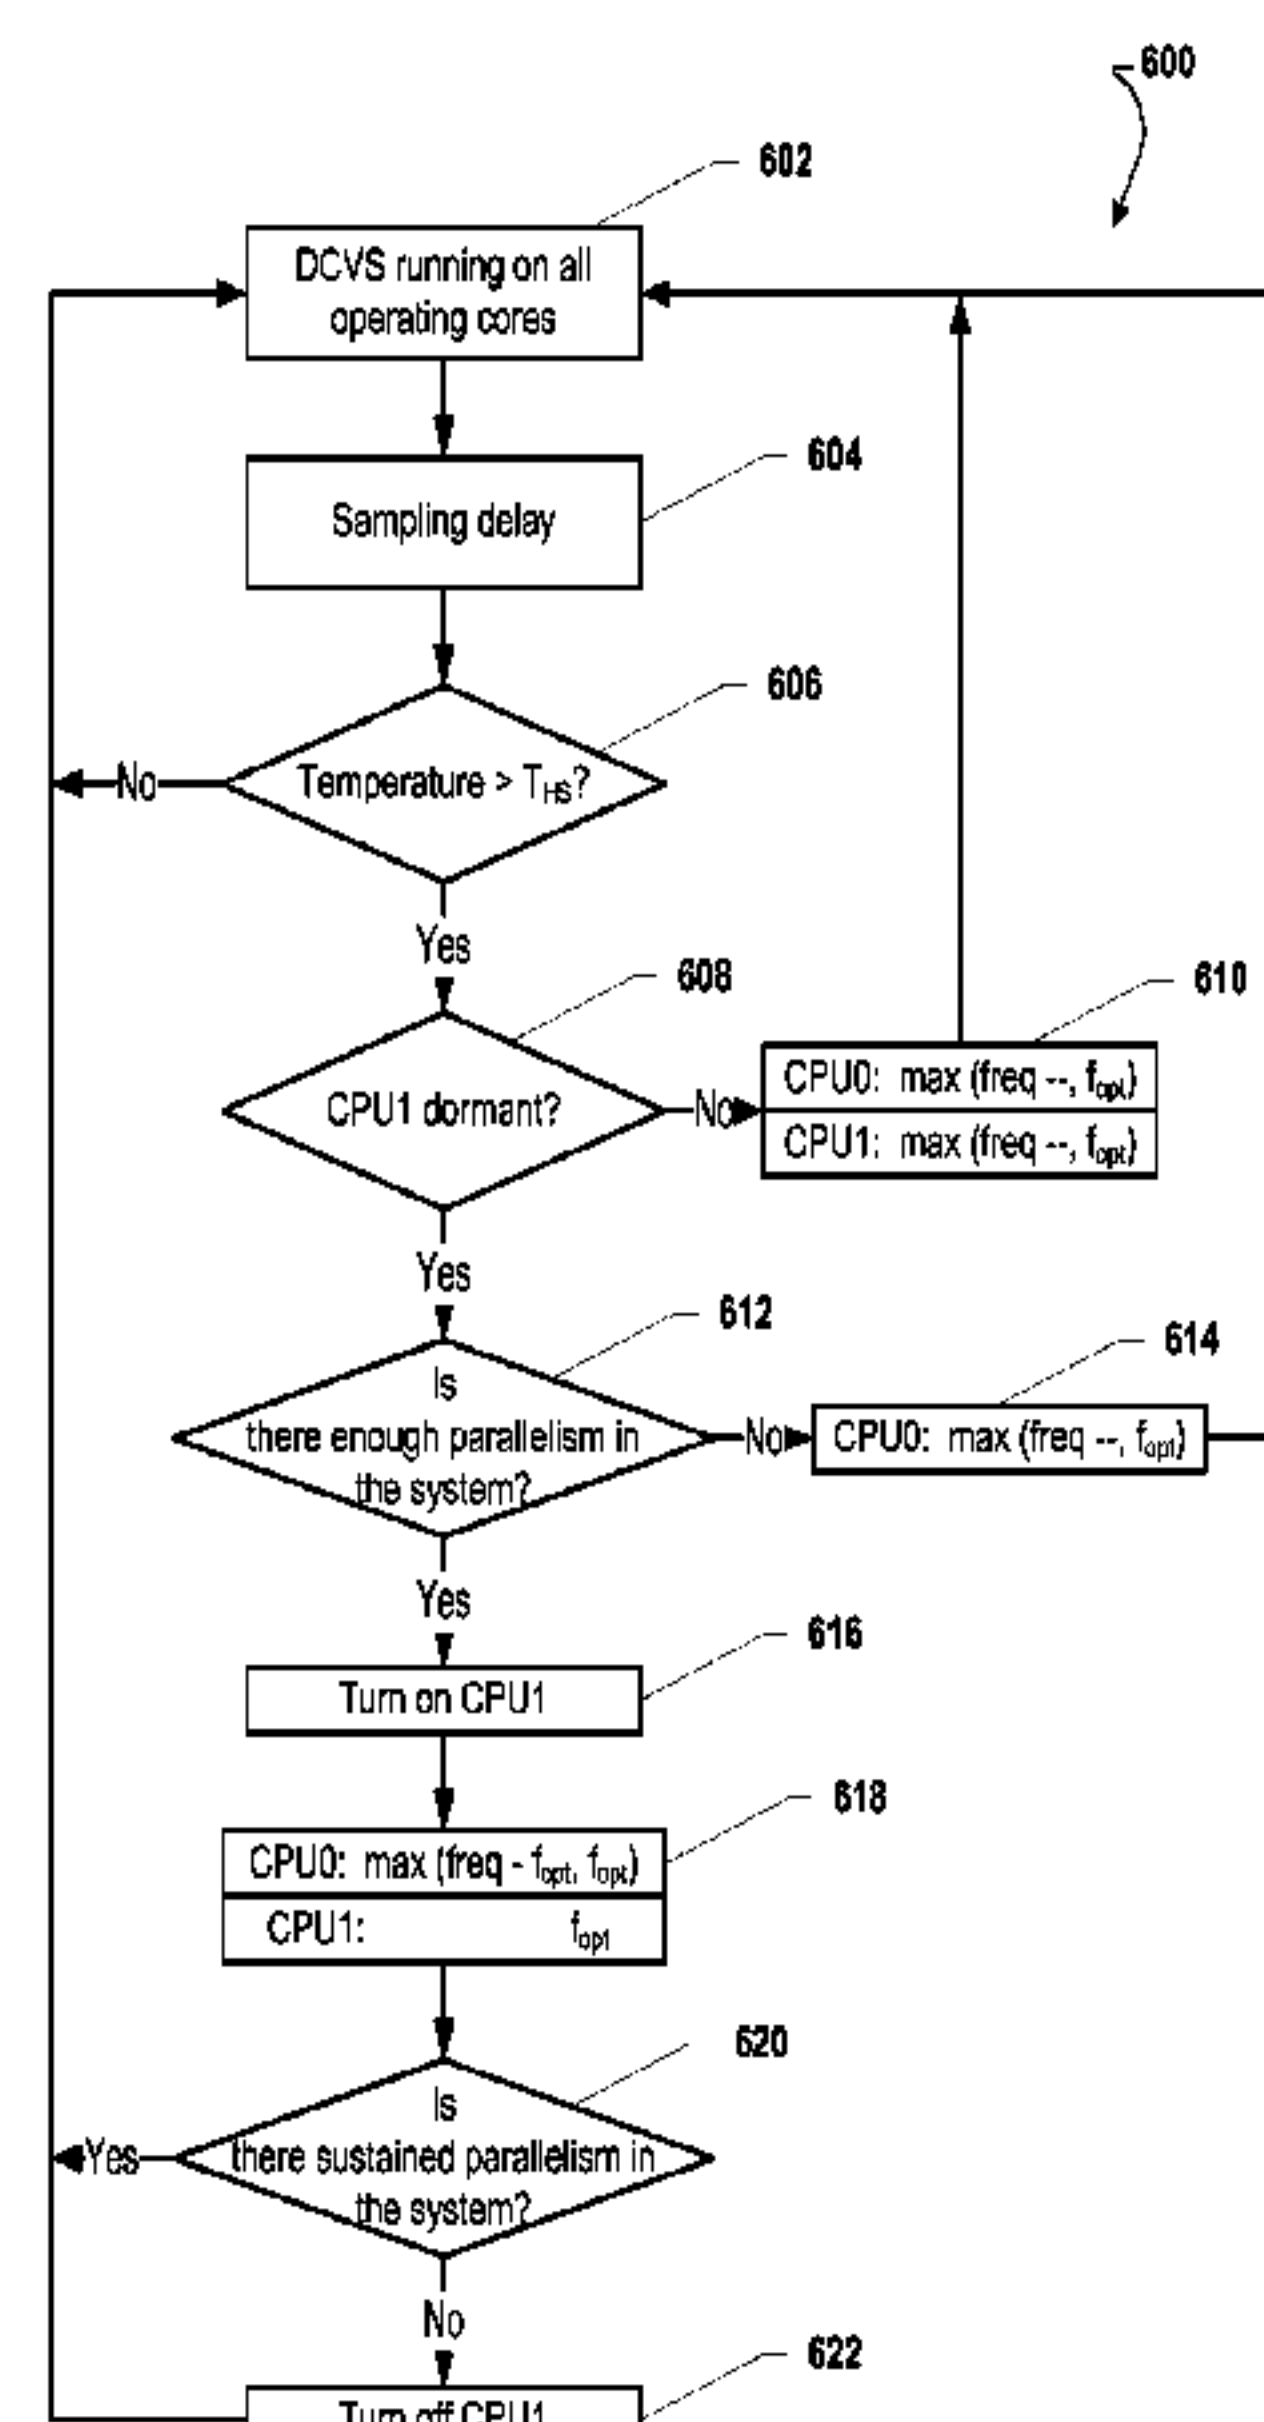 600
602
DCVS running on all
operating cores
604
Sampling delay
606
Temperature > THS?
No
Yes
608
610
CPU0: max (freq --, fopt)
CPU1 dormant?
No
CPU1: max (freq --, fopt)
Yes
612
614
Is
there enough parallelism in
the system?
No
CPU0: max (freq --, fopt)
Yes
616
Turn on CPU1
618
CPU0: max (freq - fopt, fopt)
CPU1: fopt
620
Is
there sustained parallelism in
the system?
Yes
No
622
Turn off CPU1